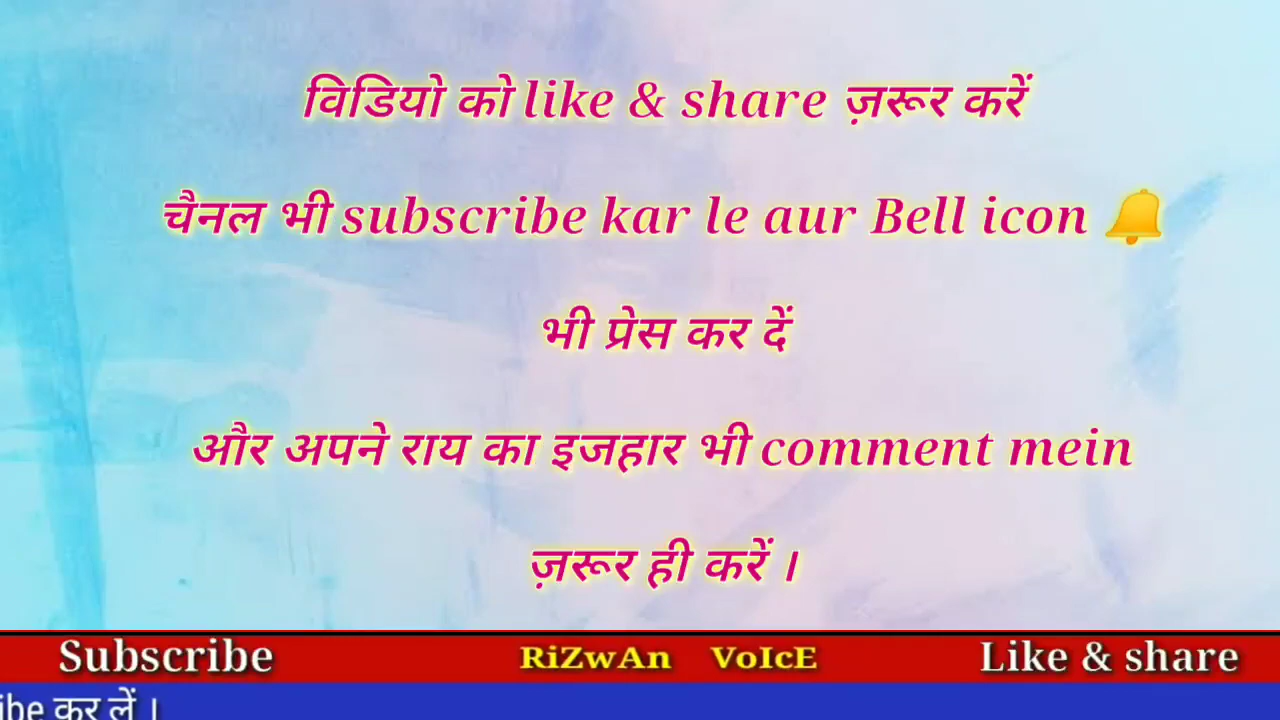 विडियो को like & share ज़रूर करें
चैनल भी subscribe kar le aur Bell icon 🔔
भी प्रेस कर दें
और अपने राय का इजहार भी comment mein
ज़रूर ही करें ।
Subscribe RiZwAn VoIcE Like & share
कर लें ।